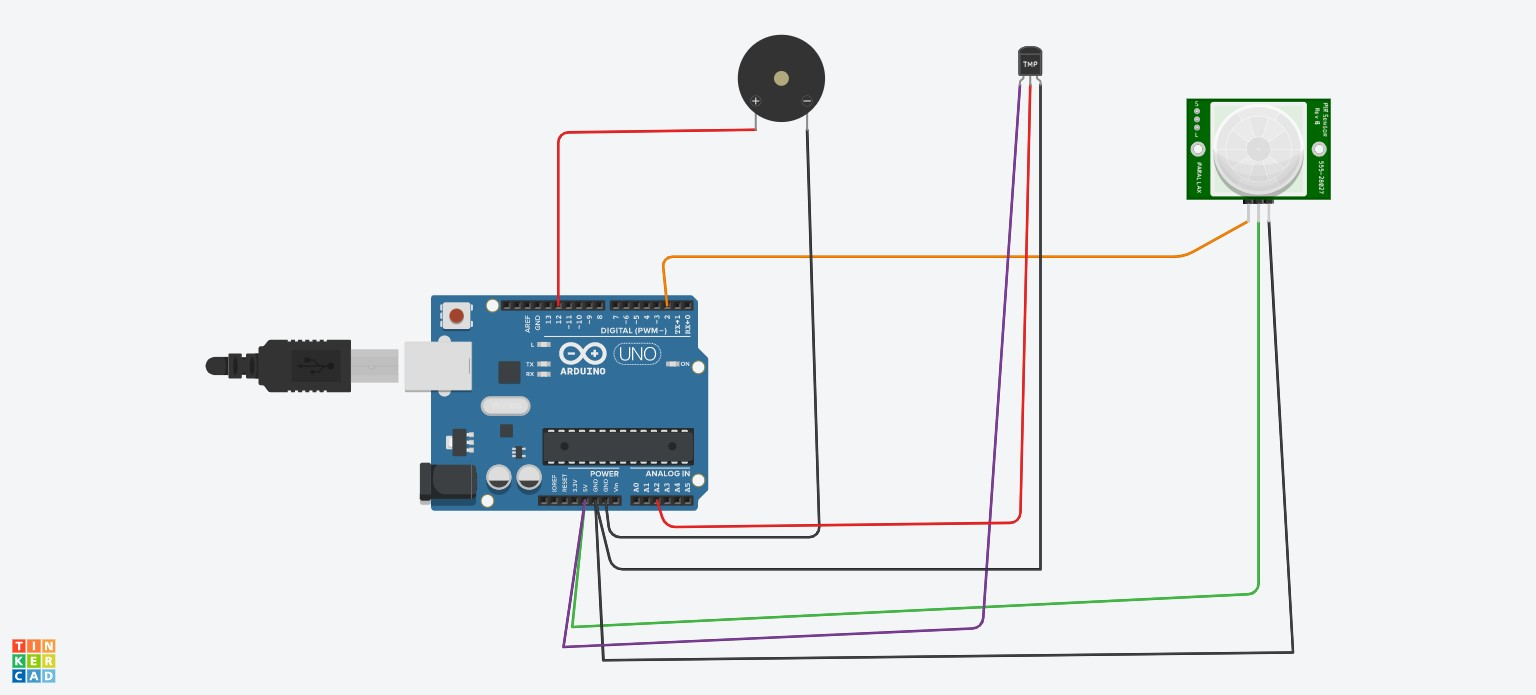 + −
TMP
S
L
PIR Sensor
Rev B
PARALLAX
555-28027
AREF
GND
13
12
~11
~10
~9
8
7
~6
~5
4
~3
2
TX→1
RX←0
DIGITAL (PWM~)
L
TX
RX
ARDUINO
UNO
ON
POWER
ANALOG IN
IOREF
RESET
3.3V
5V
GND
GND
Vin
A0
A1
A2
A3
A4
A5
TIN
KER
CAD